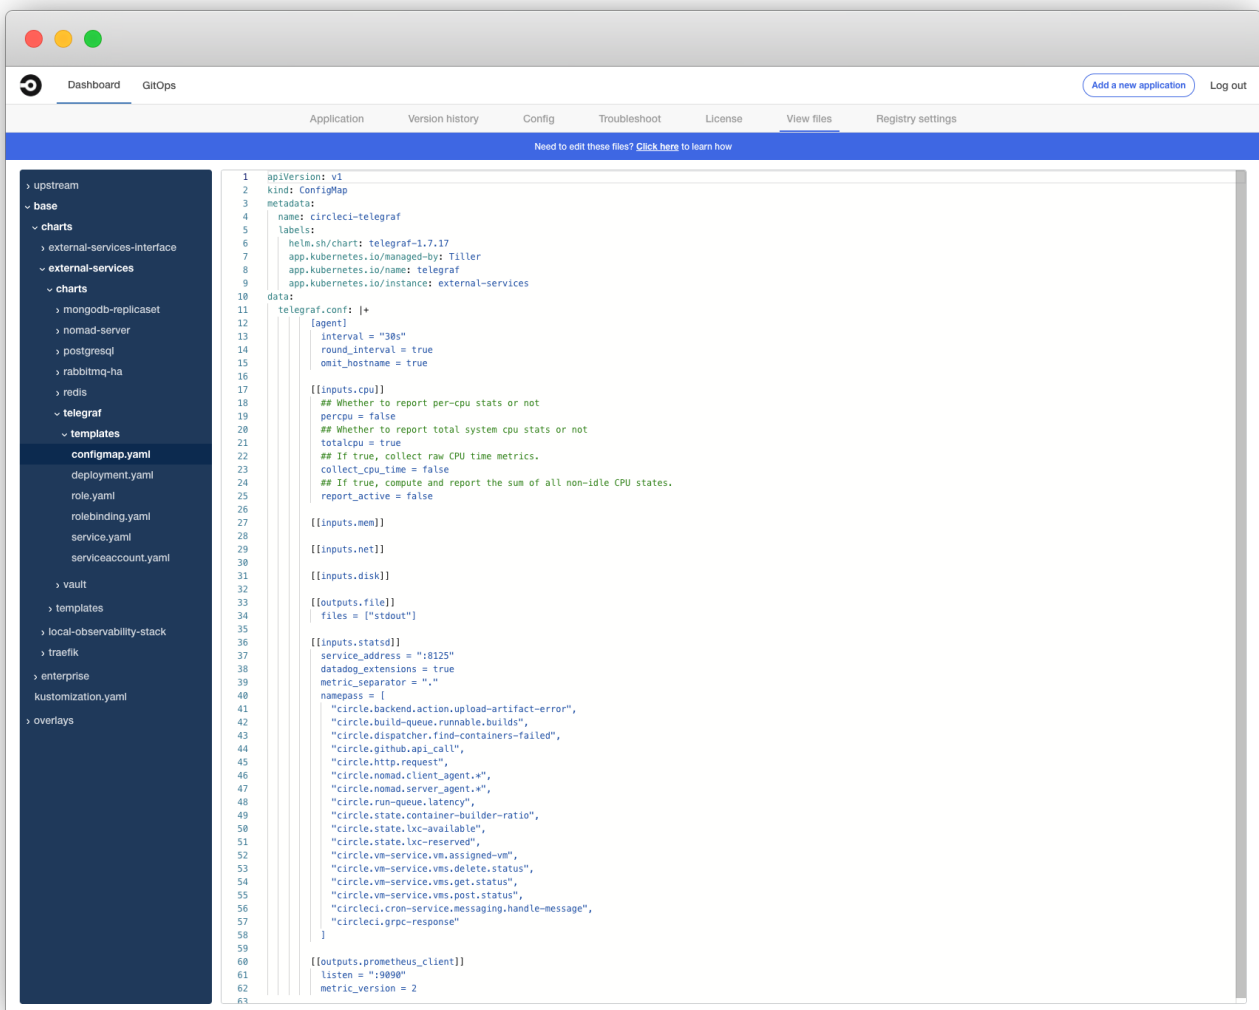 Dashboard GitOps Add a new application Log out
Application Version history Config Troubleshoot License View files Registry settings
Need to edit these files? Click here to learn how
upstream
base
charts
external-services-interface
external-services
charts
mongodb-replicaset
nomad-server
postgresql
rabbitmq-ha
redis
telegraf
templates
configmap.yaml
deployment.yaml
role.yaml
rolebinding.yaml
service.yaml
serviceaccount.yaml
vault
templates
local-observability-stack
traefik
enterprise
kustomization.yaml
overlays
1 apiVersion: v1
2 kind: ConfigMap
3 metadata:
4 name: circleci-telegraf
5 labels:
6 helm.sh/chart: telegraf-1.7.17
7 app.kubernetes.io/managed-by: Tiller
8 app.kubernetes.io/name: telegraf
9 app.kubernetes.io/instance: external-services
10 data:
11 telegraf.conf: |+
12 [agent]
13 interval = "30s"
14 round_interval = true
15 omit_hostname = true
16
17 [[inputs.cpu]]
18 ## Whether to report per-cpu stats or not
19 percpu = false
20 ## Whether to report total system cpu stats or not
21 totalcpu = true
22 ## If true, collect raw CPU time metrics.
23 collect_cpu_time = false
24 ## If true, compute and report the sum of all non-idle CPU states.
25 report_active = false
26
27 [[inputs.mem]]
28
29 [[inputs.net]]
30
31 [[inputs.disk]]
32
33 [[outputs.file]]
34 files = ["stdout"]
35
36 [[inputs.statsd]]
37 service_address = ":8125"
38 datadog_extensions = true
39 metric_separator = "."
40 namepass = [
41 "circle.backend.action.upload-artifact-error",
42 "circle.build-queue.runnable.builds",
43 "circle.dispatcher.find-containers-failed",
44 "circle.github.api_call",
45 "circle.http.request",
46 "circle.nomad.client_agent.*",
47 "circle.nomad.server_agent.*",
48 "circle.run-queue.latency",
49 "circle.state.container-builder-ratio",
50 "circle.state.lxc-available",
51 "circle.state.lxc-reserved",
52 "circle.vm-service.vm.assigned-vm",
53 "circle.vm-service.vms.delete.status",
54 "circle.vm-service.vms.get.status",
55 "circle.vm-service.vms.post.status",
56 "circleci.cron-service.messaging.handle-message",
57 "circleci.grpc-response"
58 ]
59
60 [[outputs.prometheus_client]]
61 listen = ":9090"
62 metric_version = 2
63